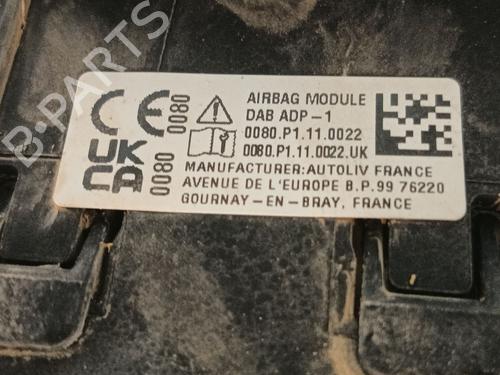 CE 0080
UK CA 0080
AIRBAG MODULE
DAB ADP-1
0080.P1.11.0022
0080.P1.11.0022.UK
MANUFACTURER:AUTOLIV FRANCE
AVENUE DE L'EUROPE B.P.99 76220
GOURNAY-EN-BRAY, FRANCE
B-PARTS